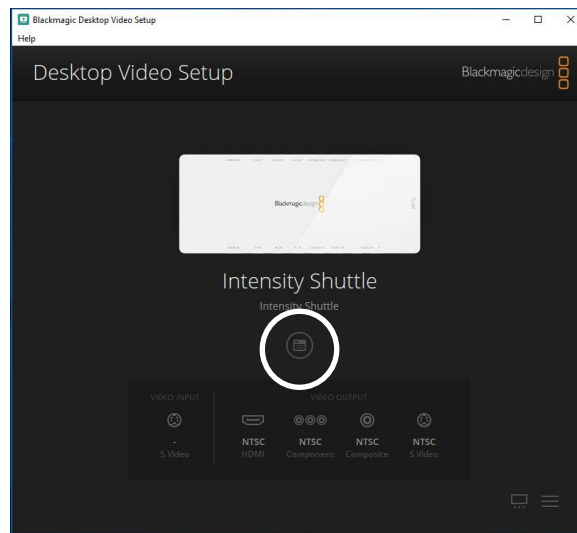 Blackmagic Desktop Video Setup
Help
Desktop Video Setup
Blackmagicdesign
Blackmagicdesign
Intensity Shuttle
Intensity Shuttle
VIDEO INPUT
VIDEO OUTPUT
- NTSC NTSC NTSC NTSC
S Video HDMI Component Composite S Video